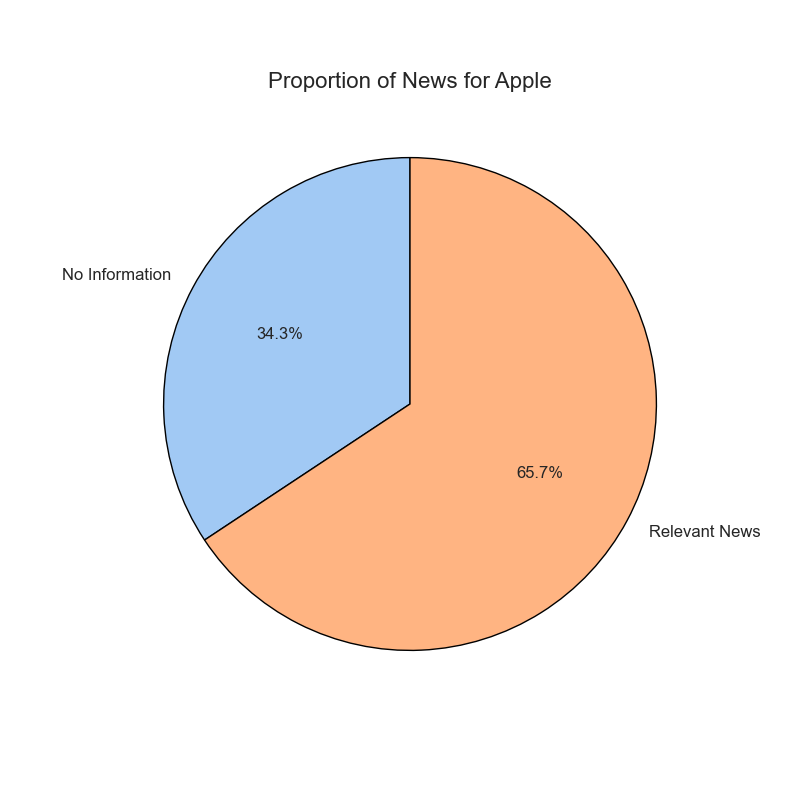 Proportion of News for Apple
No Information
34.3%
65.7%
Relevant News